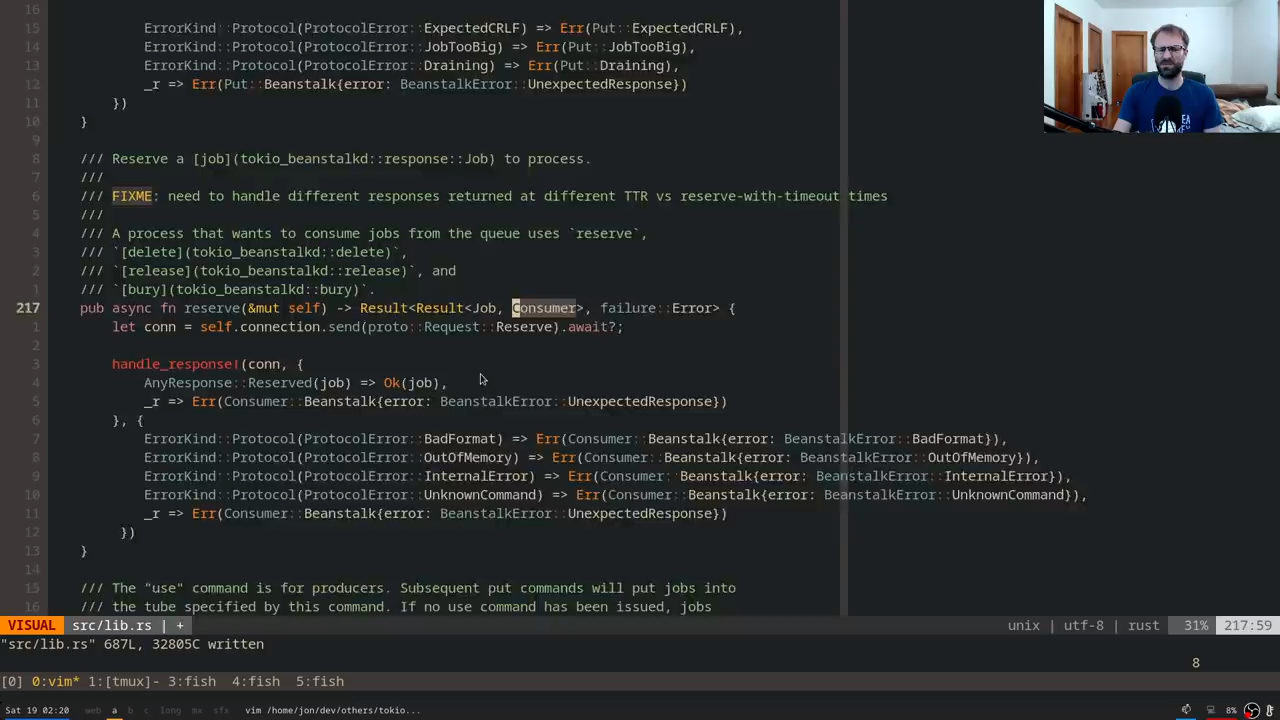 16
15 ErrorKind::Protocol(ProtocolError::ExpectedCRLF) => Err(Put::ExpectedCRLF),
14 ErrorKind::Protocol(ProtocolError::JobTooBig) => Err(Put::JobTooBig),
13 ErrorKind::Protocol(ProtocolError::Draining) => Err(Put::Draining),
12 _r => Err(Put::Beanstalk{error: BeanstalkError::UnexpectedResponse})
11 })
10 }
9
8 /// Reserve a [job](tokio_beanstalkd::response::Job) to process.
7 ///
6 /// FIXME: need to handle different responses returned at different TTR vs reserve-with-timeout times
5 ///
4 /// A process that wants to consume jobs from the queue uses `reserve`,
3 /// `[delete](tokio_beanstalkd::delete)`,
2 /// `[release](tokio_beanstalkd::release)`, and
1 /// `[bury](tokio_beanstalkd::bury)`.
217 pub async fn reserve(&mut self) -> Result<Result<Job, Consumer>, failure::Error> {
1 let conn = self.connection.send(proto::Request::Reserve).await?;
2
3 handle_response!(conn, {
4 AnyResponse::Reserved(job) => Ok(job),
5 _r => Err(Consumer::Beanstalk{error: BeanstalkError::UnexpectedResponse})
6 }, {
7 ErrorKind::Protocol(ProtocolError::BadFormat) => Err(Consumer::Beanstalk{error: BeanstalkError::BadFormat}),
8 ErrorKind::Protocol(ProtocolError::OutOfMemory) => Err(Consumer::Beanstalk{error: BeanstalkError::OutOfMemory}),
9 ErrorKind::Protocol(ProtocolError::InternalError) => Err(Consumer::Beanstalk{error: BeanstalkError::InternalError}),
10 ErrorKind::Protocol(ProtocolError::UnknownCommand) => Err(Consumer::Beanstalk{error: BeanstalkError::UnknownCommand}),
11 _r => Err(Consumer::Beanstalk{error: BeanstalkError::UnexpectedResponse})
12 })
13 }
14
15 /// The "use" command is for producers. Subsequent put commands will put jobs into
16 /// the tube specified by this command. If no use command has been issued, jobs
VISUAL src/lib.rs | + unix | utf-8 | rust 31% 217:59
"src/lib.rs" 687L, 32805C written
8
[0] 0:vim* 1:[tmux]- 3:fish 4:fish 5:fish
Sat 19 02:20 web a b c long mx sfx vim /home/jon/dev/others/tokio... 8%